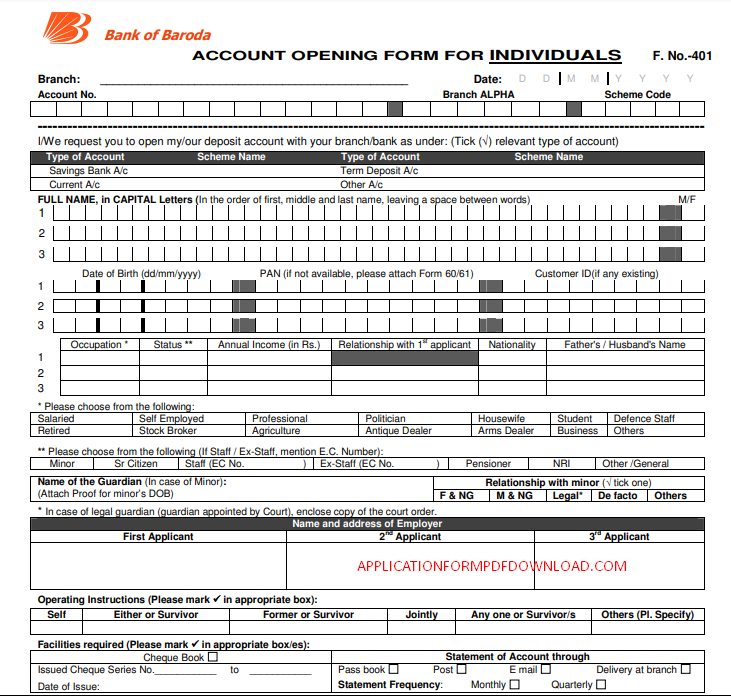 Bank of Baroda
ACCOUNT OPENING FORM FOR INDIVIDUALS F. No.-401
Branch: ________________________________________________ Date: D D M M Y Y Y Y
Account No. Branch ALPHA Scheme Code
I/We request you to open my/our deposit account with your branch/bank as under: (Tick (√) relevant type of account)
Type of Account Scheme Name Type of Account Scheme Name
Savings Bank A/c Term Deposit A/c
Current A/c Other A/c
FULL NAME, in CAPITAL Letters (In the order of first, middle and last name, leaving a space between words) M/F
1
2
3
Date of Birth (dd/mm/yyyy) PAN (if not available, please attach Form 60/61) Customer ID(if any existing)
1
2
3
Occupation * Status ** Annual Income (in Rs.) Relationship with 1st applicant Nationality Father's / Husband's Name
1
2
3
* Please choose from the following:
Salaried Self Employed Professional Politician Housewife Student Defence Staff
Retired Stock Broker Agriculture Antique Dealer Arms Dealer Business Others
** Please choose from the following (If Staff / Ex-Staff, mention E.C. Number):
Minor Sr Citizen Staff (EC No. ) Ex-Staff (EC No. ) Pensioner NRI Other /General
Name of the Guardian (In case of Minor): Relationship with minor (√ tick one)
(Attach Proof for minor's DOB) F & NG M & NG Legal* De facto Others
* In case of legal guardian (guardian appointed by Court), enclose copy of the court order.
Name and address of Employer
First Applicant 2nd Applicant 3rd Applicant
APPLICATIONFORMPDFDOWNLOAD.COM
Operating Instructions (Please mark ✓ in appropriate box):
Self Either or Survivor Former or Survivor Jointly Any one or Survivor/s Others (Pl. Specify)
Facilities required (Please mark ✓ in appropriate box/es):
Cheque Book □ Statement of Account through
Issued Cheque Series No.___________ to ___________ Pass book □ Post □ E mail □ Delivery at branch □
Date of Issue: Statement Frequency: Monthly □ Quarterly □